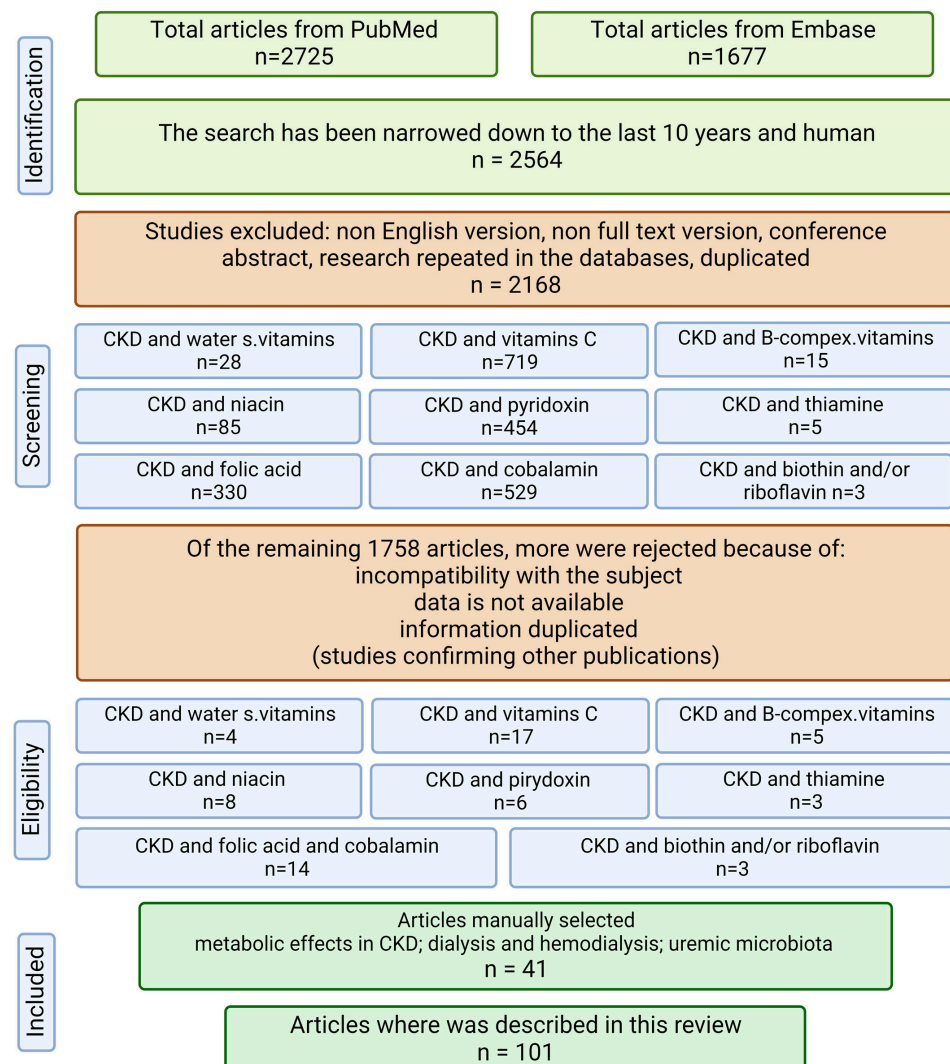 Identification
Total articles from PubMed
n=2725
Total articles from Embase
n=1677
The search has been narrowed down to the last 10 years and human
n = 2564
Studies excluded: non English version, non full text version, conference
abstract, research repeated in the databases, duplicated
n = 2168
Screening
CKD and water s.vitamins
n=28
CKD and vitamins C
n=719
CKD and B-compex.vitamins
n=15
CKD and niacin
n=85
CKD and pyridoxin
n=454
CKD and thiamine
n=5
CKD and folic acid
n=330
CKD and cobalamin
n=529
CKD and biothin and/or
riboflavin n=3
Of the remaining 1758 articles, more were rejected because of:
incompatibility with the subject
data is not available
information duplicated
(studies confirming other publications)
Eligibility
CKD and water s.vitamins
n=4
CKD and vitamins C
n=17
CKD and B-compex.vitamins
n=5
CKD and niacin
n=8
CKD and pirydoxin
n=6
CKD and thiamine
n=3
CKD and folic acid and cobalamin
n=14
CKD and biothin and/or riboflavin
n=3
Included
Articles manually selected
metabolic effects in CKD; dialysis and hemodialysis; uremic microbiota
n = 41
Articles where was described in this review
n = 101